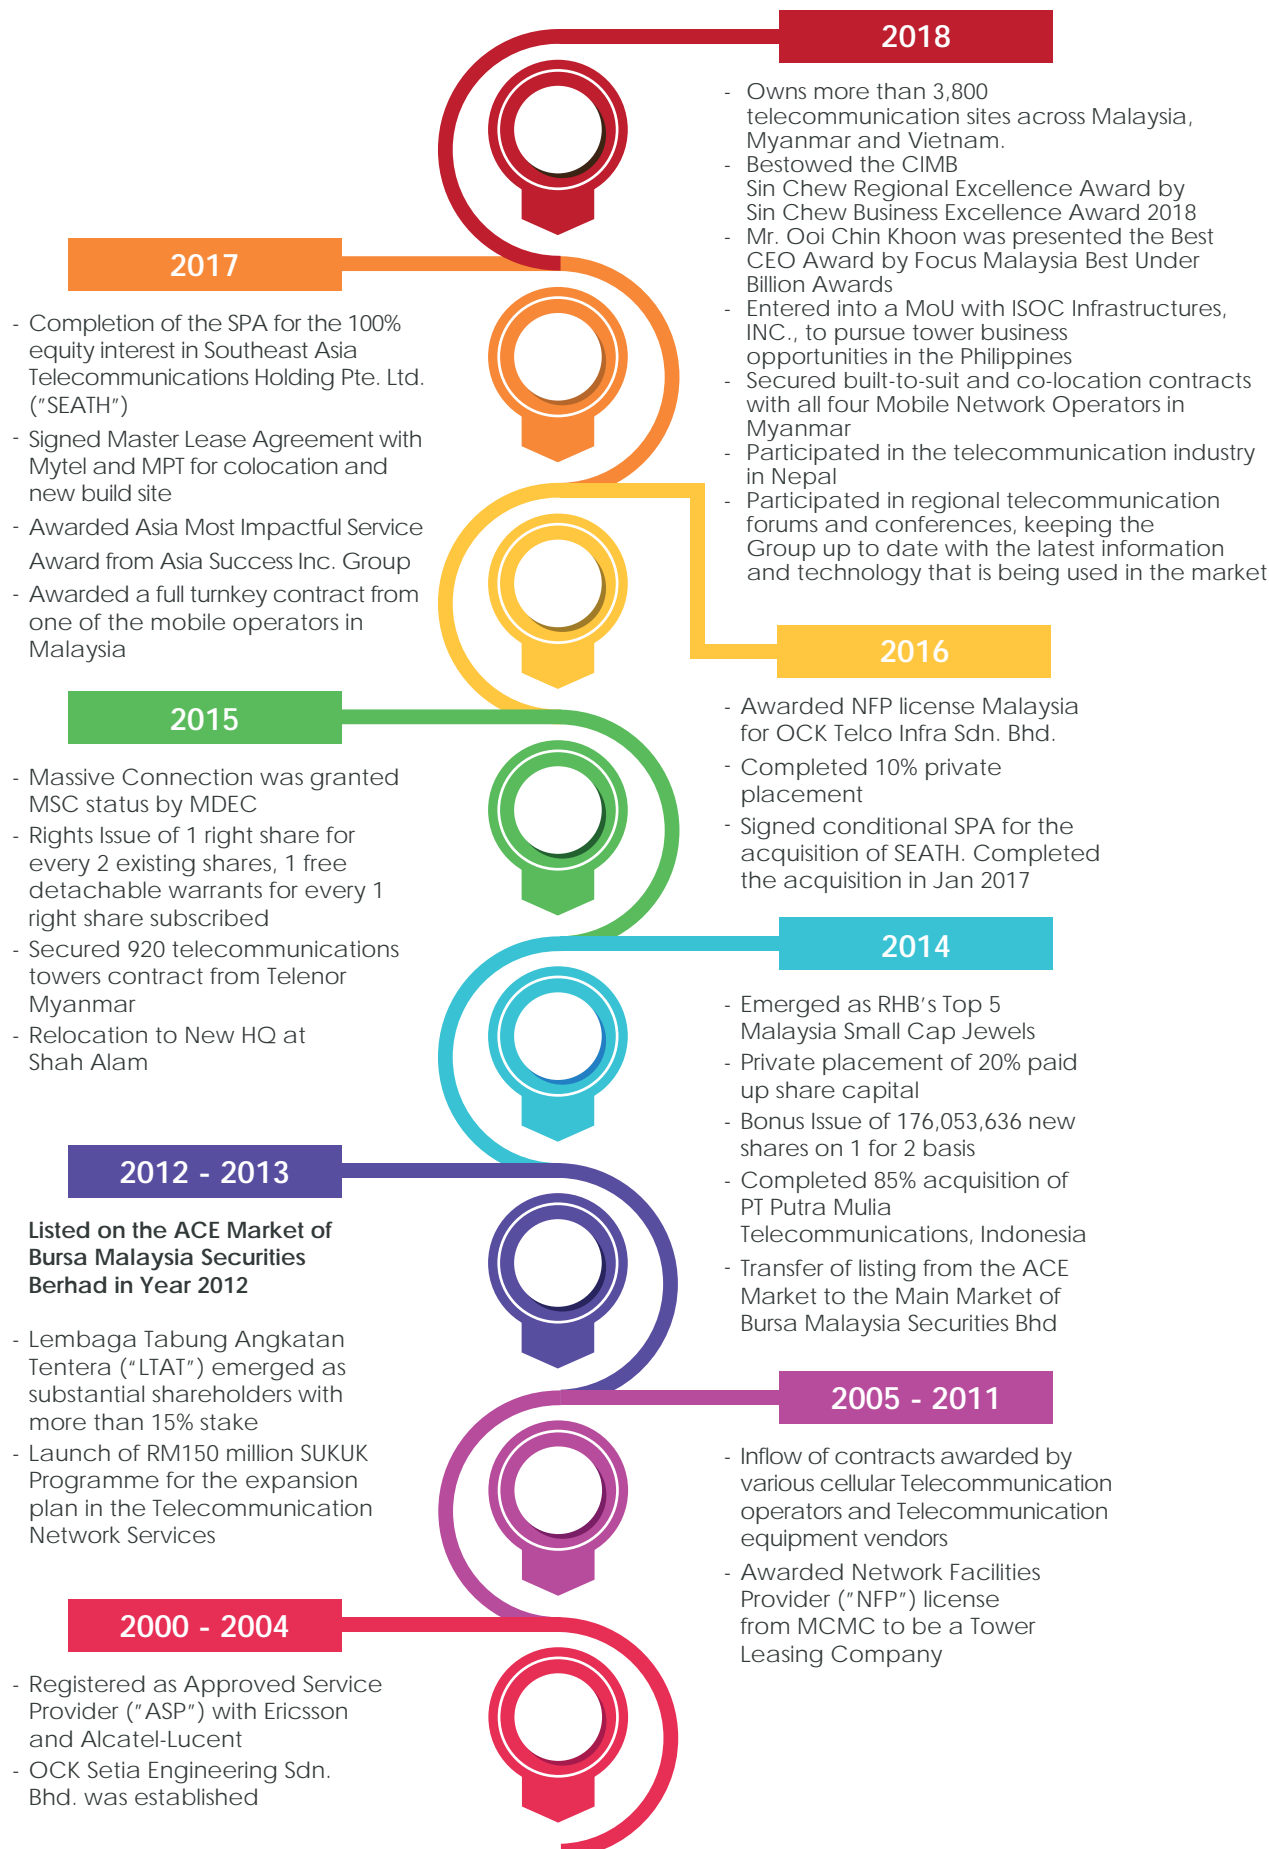 2018
- Owns more than 3,800
telecommunication sites across Malaysia,
Myanmar and Vietnam.
- Bestowed the CIMB
Sin Chew Regional Excellence Award by
Sin Chew Business Excellence Award 2018
- Mr. Ooi Chin Khoon was presented the Best
CEO Award by Focus Malaysia Best Under
Billion Awards
- Entered into a MoU with ISOC Infrastructures,
INC., to pursue tower business
opportunities in the Philippines
- Secured built-to-suit and co-location contracts
with all four Mobile Network Operators in
Myanmar
- Participated in the telecommunication industry
in Nepal
- Participated in regional telecommunication
forums and conferences, keeping the
Group up to date with the latest information
and technology that is being used in the market
2017
- Completion of the SPA for the 100%
equity interest in Southeast Asia
Telecommunications Holding Pte. Ltd.
("SEATH")
- Signed Master Lease Agreement with
Mytel and MPT for colocation and
new build site
- Awarded Asia Most Impactful Service
Award from Asia Success Inc. Group
- Awarded a full turnkey contract from
one of the mobile operators in
Malaysia
2016
- Awarded NFP license Malaysia
for OCK Telco Infra Sdn. Bhd.
- Completed 10% private
placement
- Signed conditional SPA for the
acquisition of SEATH. Completed
the acquisition in Jan 2017
2015
- Massive Connection was granted
MSC status by MDEC
- Rights Issue of 1 right share for
every 2 existing shares, 1 free
detachable warrants for every 1
right share subscribed
- Secured 920 telecommunications
towers contract from Telenor
Myanmar
- Relocation to New HQ at
Shah Alam
2014
- Emerged as RHB's Top 5
Malaysia Small Cap Jewels
- Private placement of 20% paid
up share capital
- Bonus Issue of 176,053,636 new
shares on 1 for 2 basis
- Completed 85% acquisition of
PT Putra Mulia
Telecommunications, Indonesia
- Transfer of listing from the ACE
Market to the Main Market of
Bursa Malaysia Securities Bhd
2012 - 2013
Listed on the ACE Market of
Bursa Malaysia Securities
Berhad in Year 2012
- Lembaga Tabung Angkatan
Tentera ("LTAT") emerged as
substantial shareholders with
more than 15% stake
- Launch of RM150 million SUKUK
Programme for the expansion
plan in the Telecommunication
Network Services
2005 - 2011
- Inflow of contracts awarded by
various cellular Telecommunication
operators and Telecommunication
equipment vendors
- Awarded Network Facilities
Provider ("NFP") license
from MCMC to be a Tower
Leasing Company
2000 - 2004
- Registered as Approved Service
Provider ("ASP") with Ericsson
and Alcatel-Lucent
- OCK Setia Engineering Sdn.
Bhd. was established